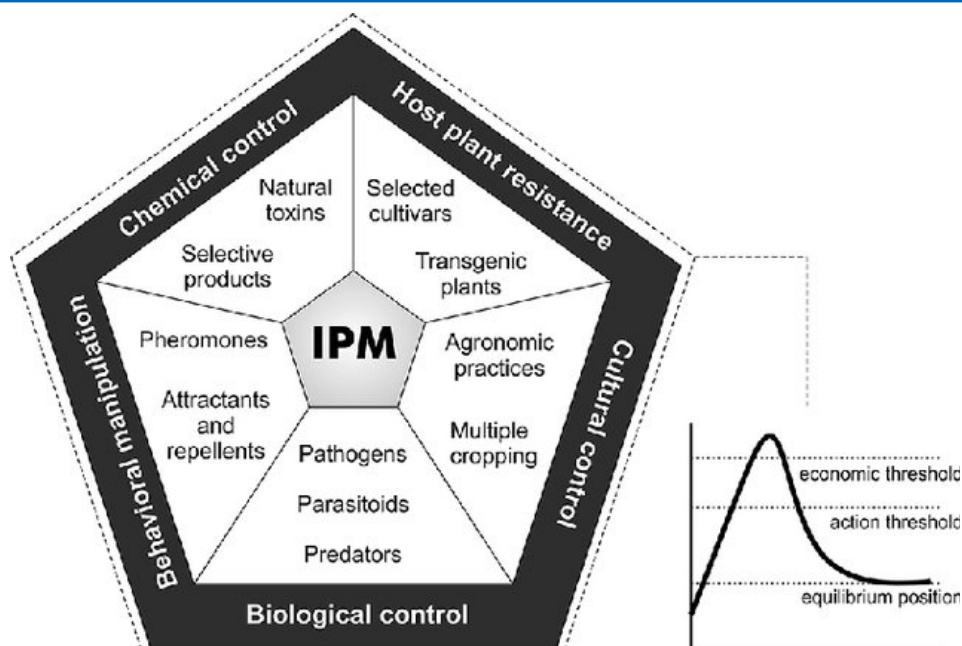 Chemical control
Host plant resistance
Natural
toxins
Selected
cultivars
Selective
products
Transgenic
plants
IPM
Pheromones
Agronomic
practices
Attractants
and
repellents
Multiple
cropping
Behavioral manipulation
Cultural control
Pathogens
Parasitoids
Predators
Biological control
economic threshold
action threshold
equilibrium position